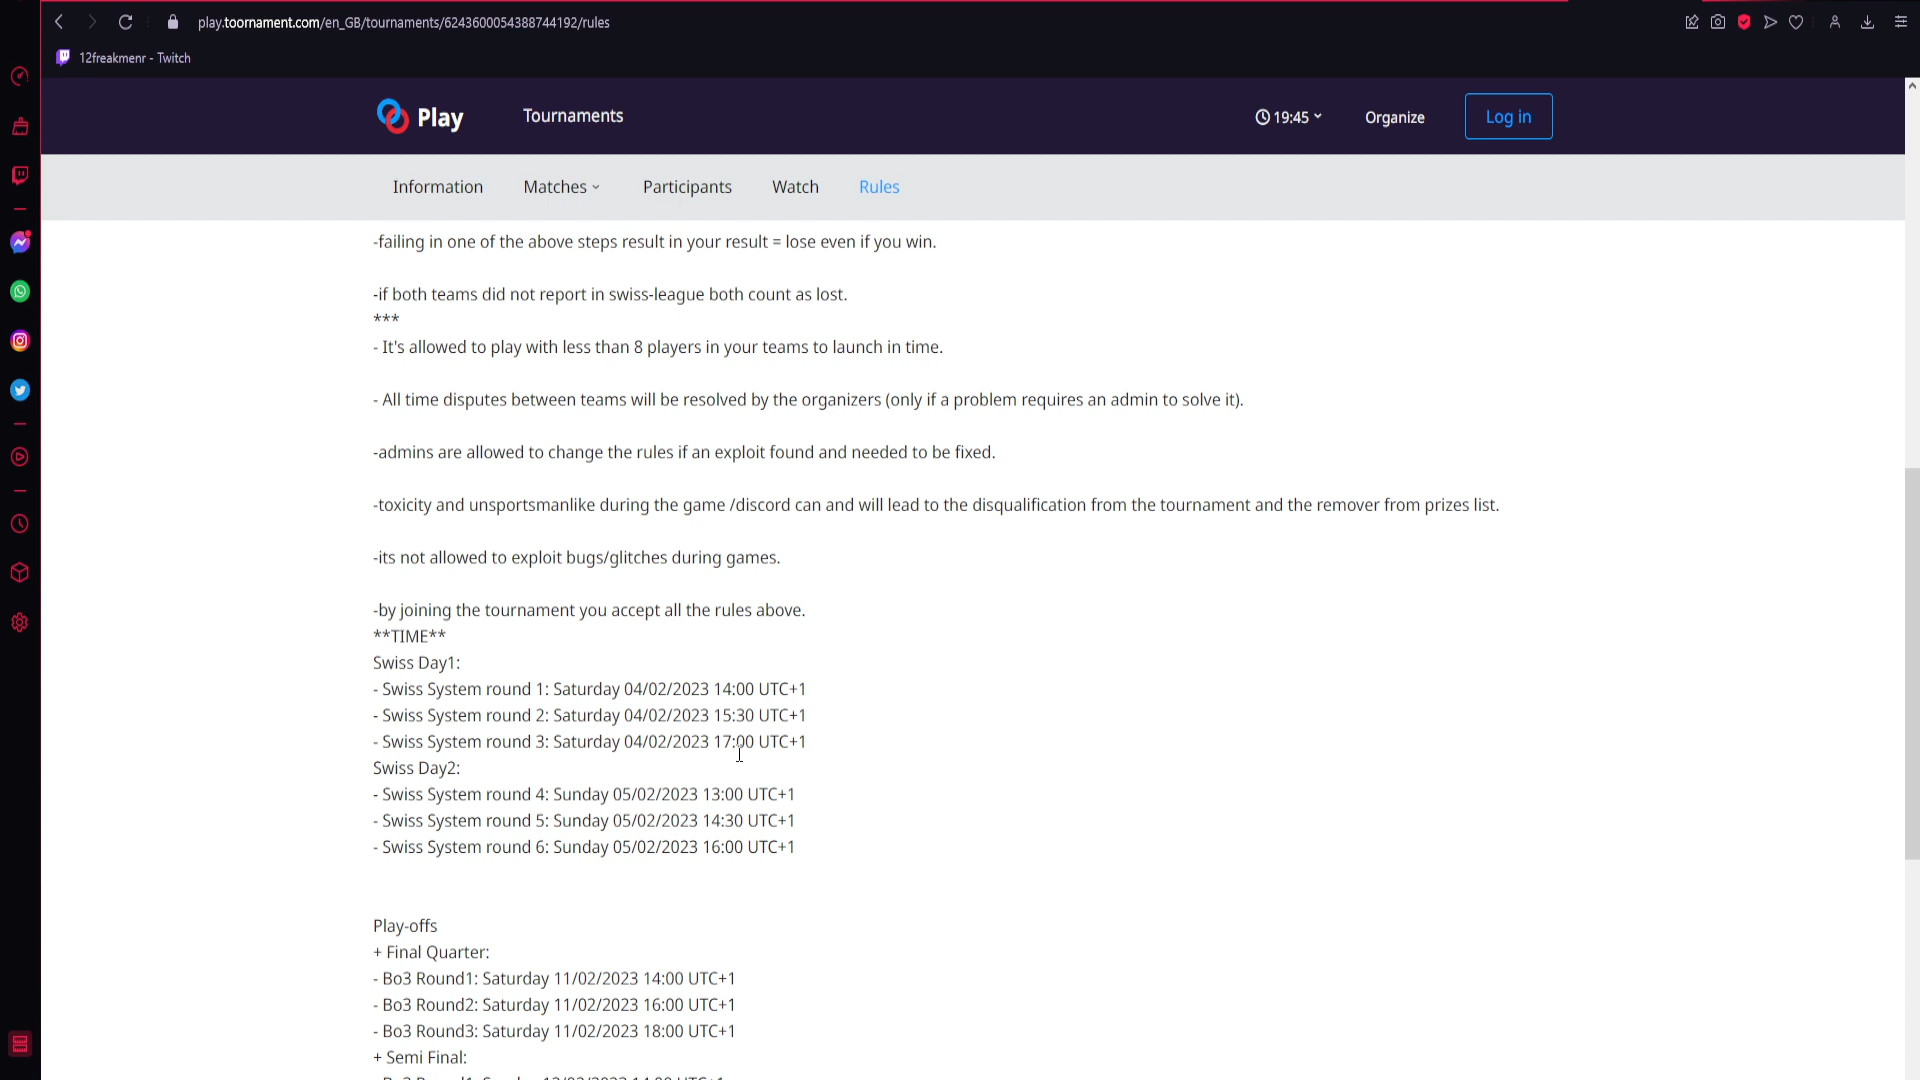 play.toornament.com/en_GB/tournaments/6243600054388744192/rules
12freakmenr - Twitch
Play
Tournaments
19:45
Organize
Log in
Information
Matches
Participants
Watch
Rules
-failing in one of the above steps result in your result = lose even if you win.
-if both teams did not report in swiss-league both count as lost.
***
- It's allowed to play with less than 8 players in your teams to launch in time.
- All time disputes between teams will be resolved by the organizers (only if a problem requires an admin to solve it).
-admins are allowed to change the rules if an exploit found and needed to be fixed.
-toxicity and unsportsmanlike during the game /discord can and will lead to the disqualification from the tournament and the remover from prizes list.
-its not allowed to exploit bugs/glitches during games.
-by joining the tournament you accept all the rules above.
**TIME**
Swiss Day1:
- Swiss System round 1: Saturday 04/02/2023 14:00 UTC+1
- Swiss System round 2: Saturday 04/02/2023 15:30 UTC+1
- Swiss System round 3: Saturday 04/02/2023 17:00 UTC+1
Swiss Day2:
- Swiss System round 4: Sunday 05/02/2023 13:00 UTC+1
- Swiss System round 5: Sunday 05/02/2023 14:30 UTC+1
- Swiss System round 6: Sunday 05/02/2023 16:00 UTC+1
Play-offs
+ Final Quarter:
- Bo3 Round1: Saturday 11/02/2023 14:00 UTC+1
- Bo3 Round2: Saturday 11/02/2023 16:00 UTC+1
- Bo3 Round3: Saturday 11/02/2023 18:00 UTC+1
+ Semi Final: